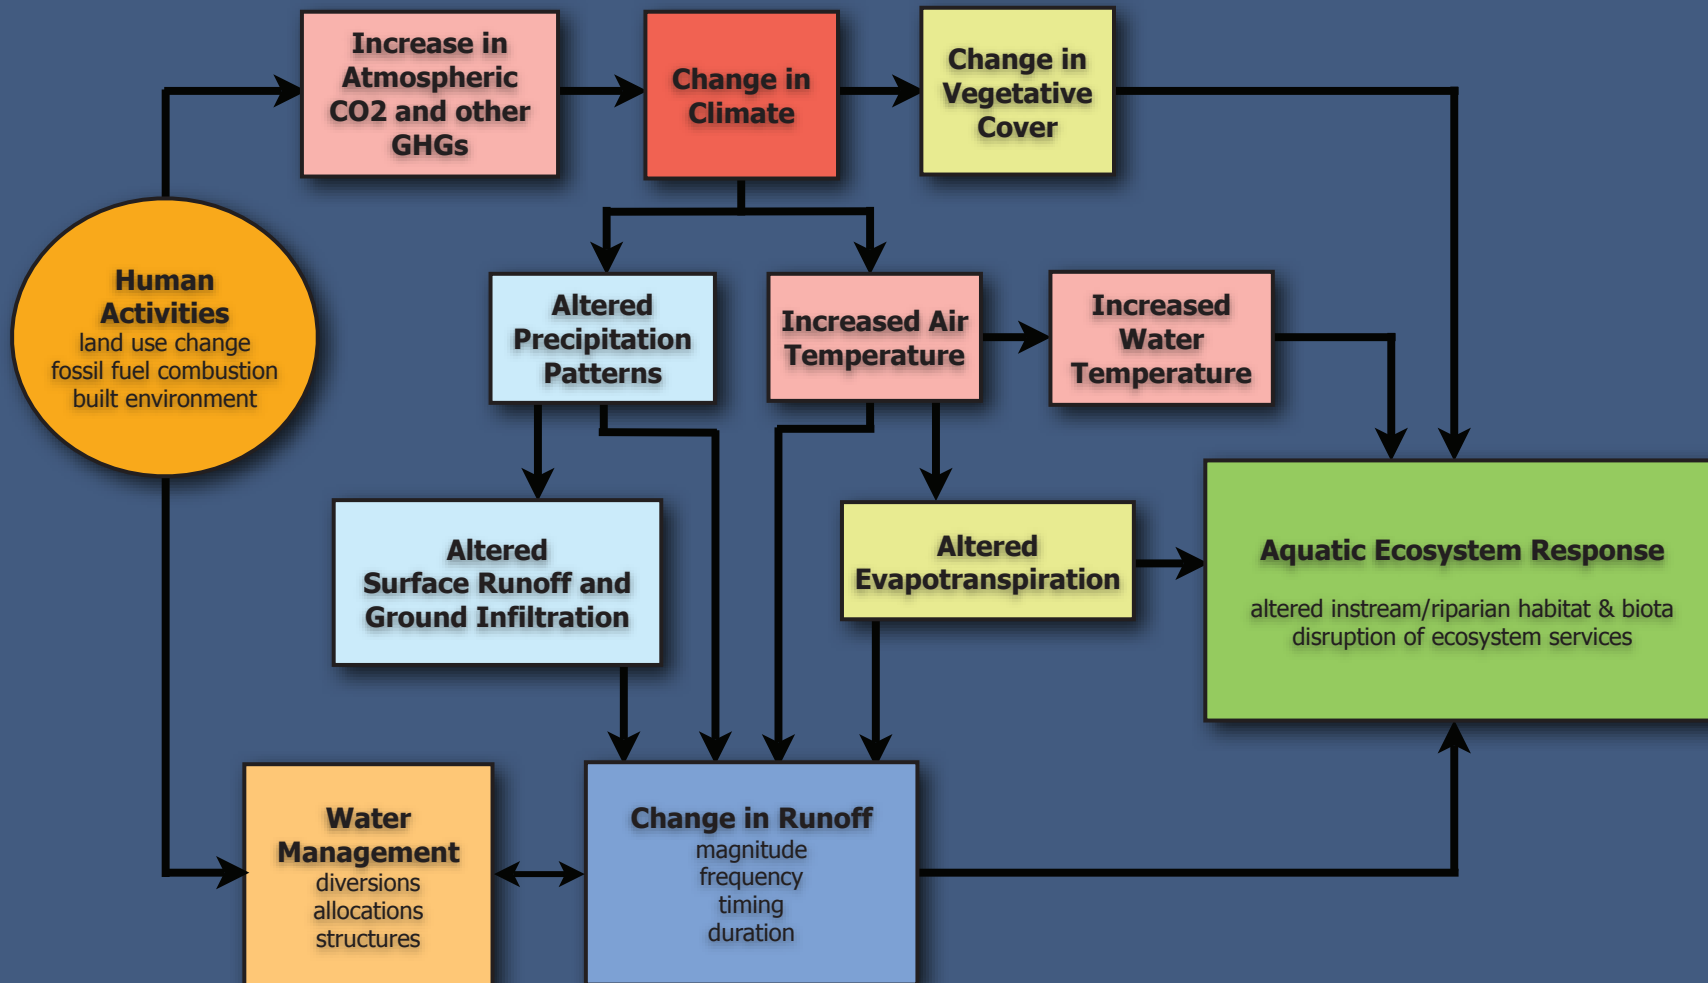 Increase in
Atmospheric
CO2 and other
GHGs
Change in
Climate
Change in
Vegetative
Cover
Human
Activities
land use change
fossil fuel combustion
built environment
Altered
Precipitation
Patterns
Increased Air
Temperature
Increased
Water
Temperature
Altered
Surface Runoff and
Ground Infiltration
Altered
Evapotranspiration
Aquatic Ecosystem Response
altered instream/riparian habitat & biota
disruption of ecosystem services
Water
Management
diversions
allocations
structures
Change in Runoff
magnitude
frequency
timing
duration